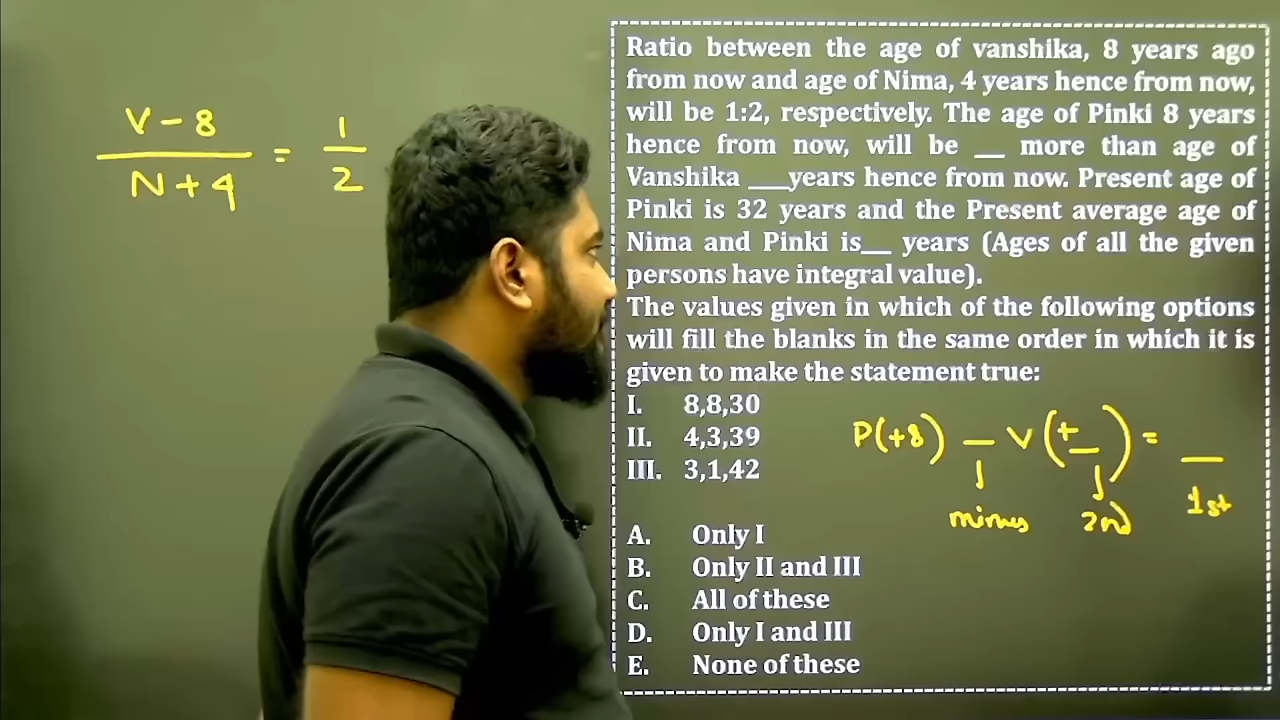 V - 8
N + 4
=
1
2
Ratio between the age of vanshika, 8 years ago
from now and age of Nima, 4 years hence from now,
will be 1:2, respectively. The age of Pinki 8 years
hence from now, will be __ more than age of
Vanshika ___years hence from now. Present age of
Pinki is 32 years and the Present average age of
Nima and Pinki is__ years (Ages of all the given
persons have integral value).
The values given in which of the following options
will fill the blanks in the same order in which it is
given to make the statement true:
I. 8,8,30
II. 4,3,39
III. 3,1,42
P(+8) — V(+_) = _
minus 2nd 1st
A. Only I
B. Only II and III
C. All of these
D. Only I and III
E. None of these